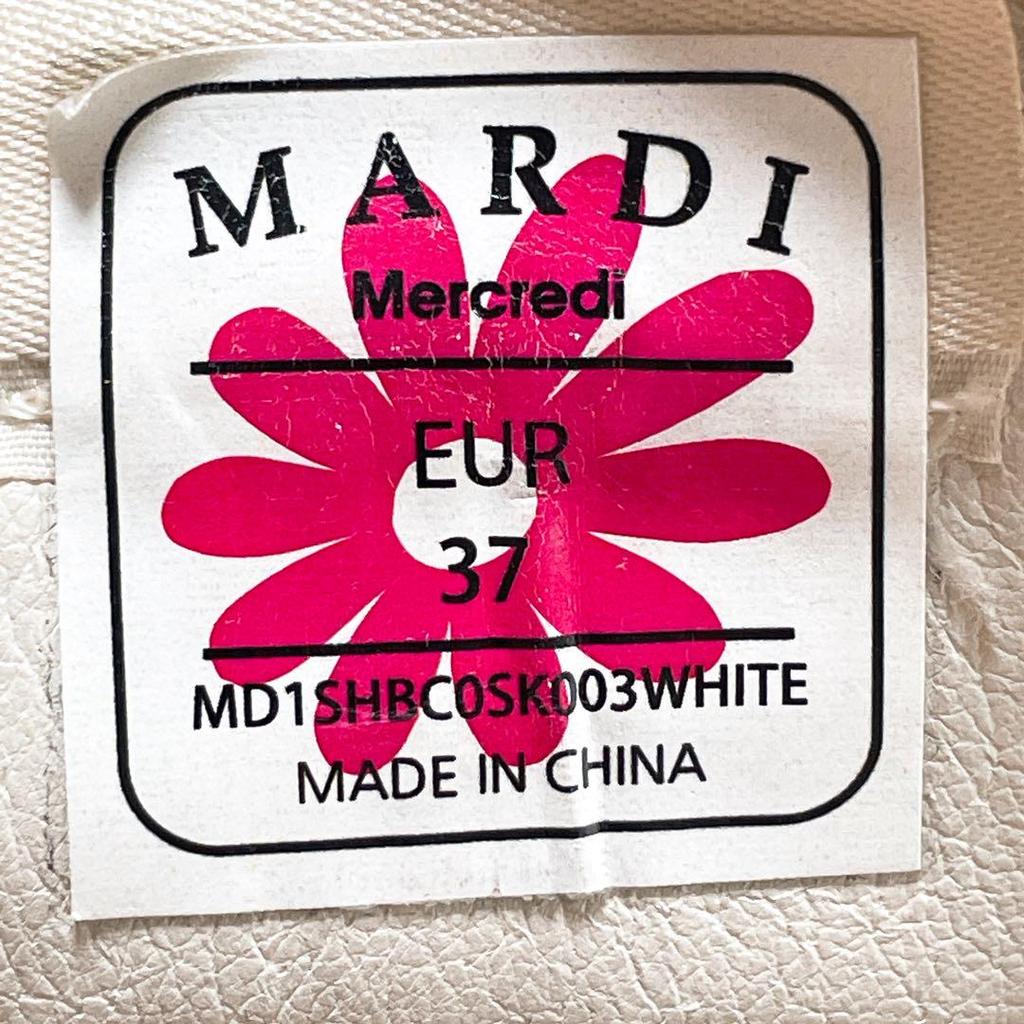 MARDI
Mercredi
EUR
37
MD1SHBC0SK003WHITE
MADE IN CHINA